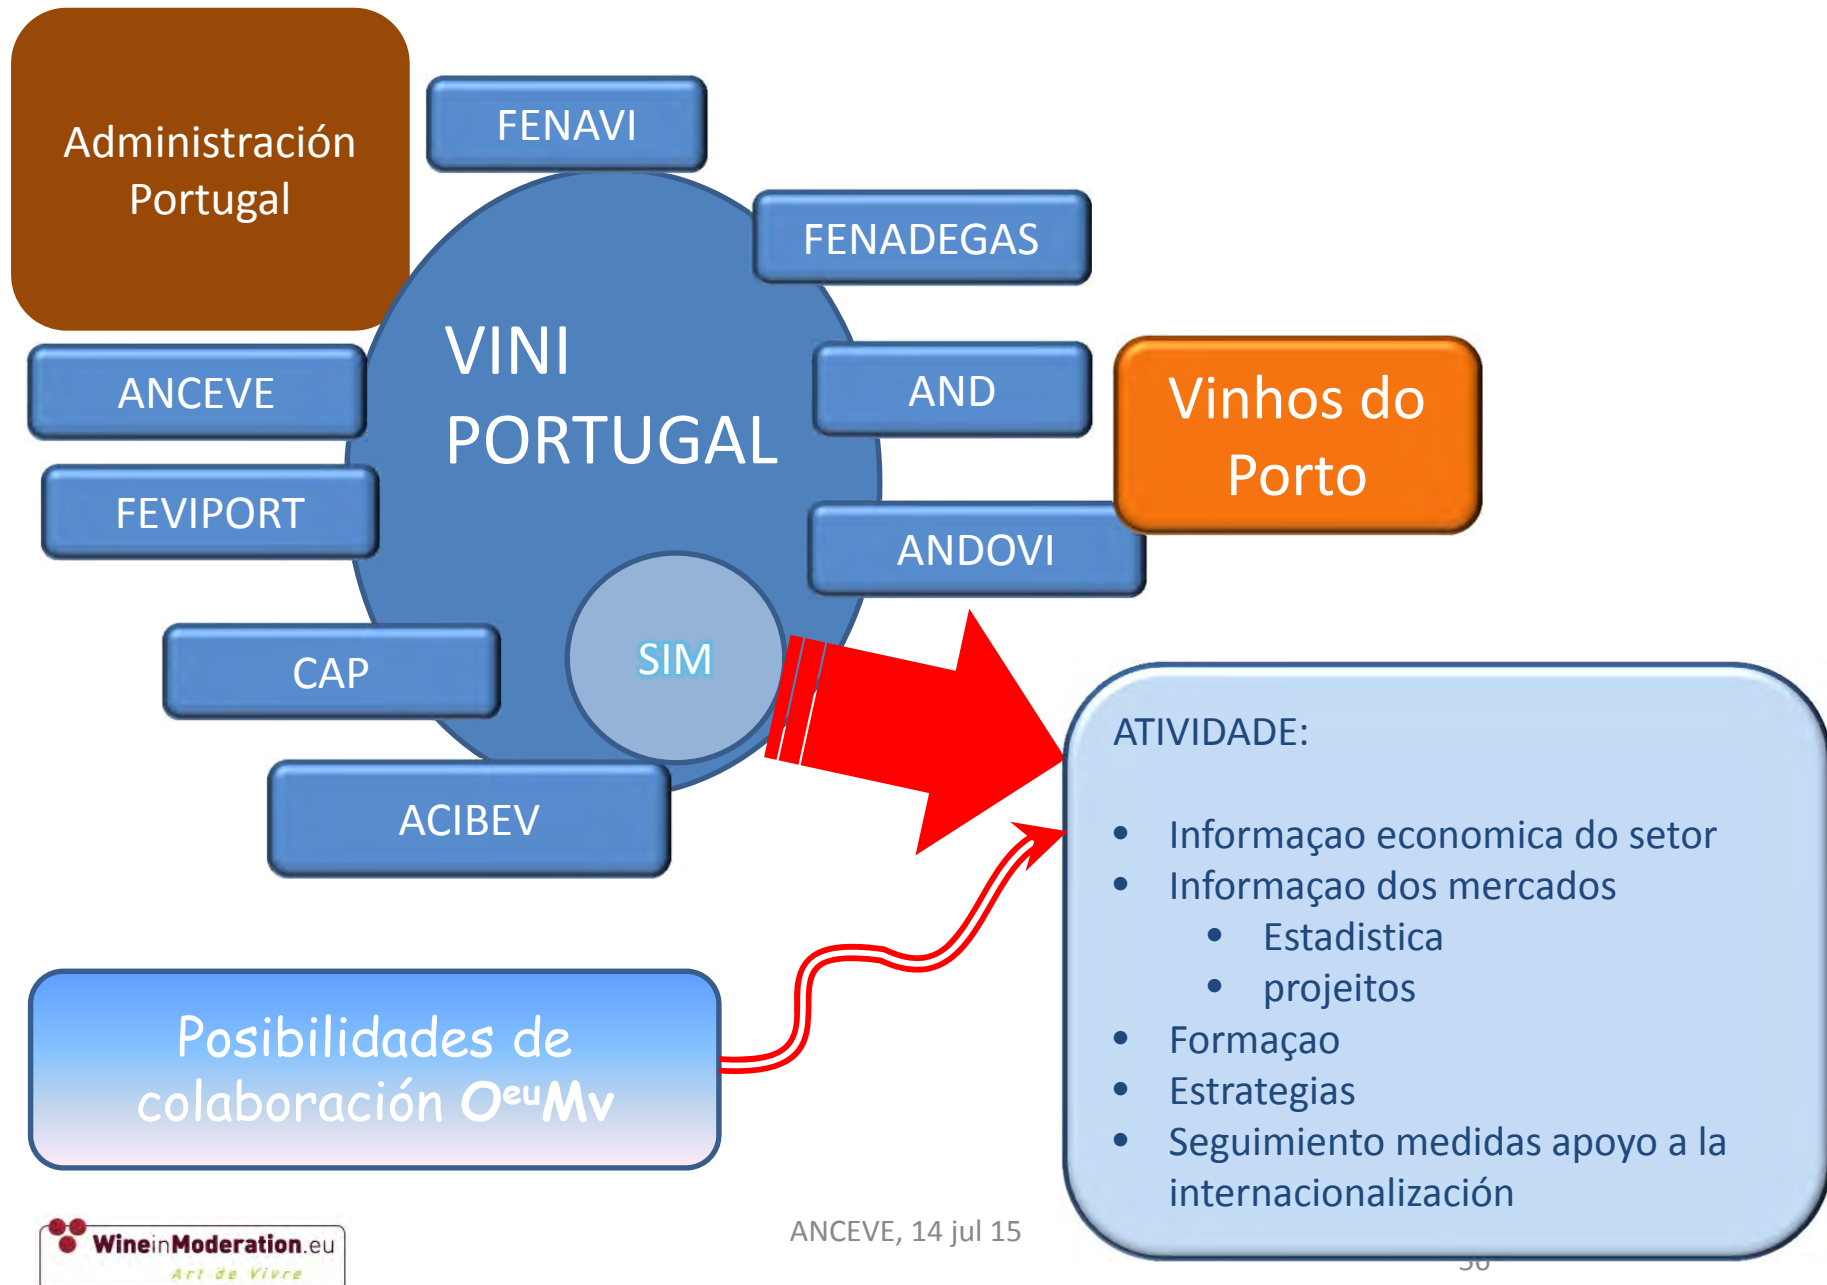 Administración
Portugal
FENAVI
FENADEGAS
VINI
PORTUGAL
ANCEVE
AND
Vinhos do
Porto
FEVIPORT
ANDOVI
CAP
SIM
ACIBEV
ATIVIDADE:
• Informaçao economica do setor
• Informaçao dos mercados
• Estadistica
• projeitos
• Formaçao
• Estrategias
• Seguimiento medidas apoyo a la
internacionalización
Posibilidades de
colaboración OeuMv
WineinModeration.eu
Art de Vivre
ANCEVE, 14 jul 15